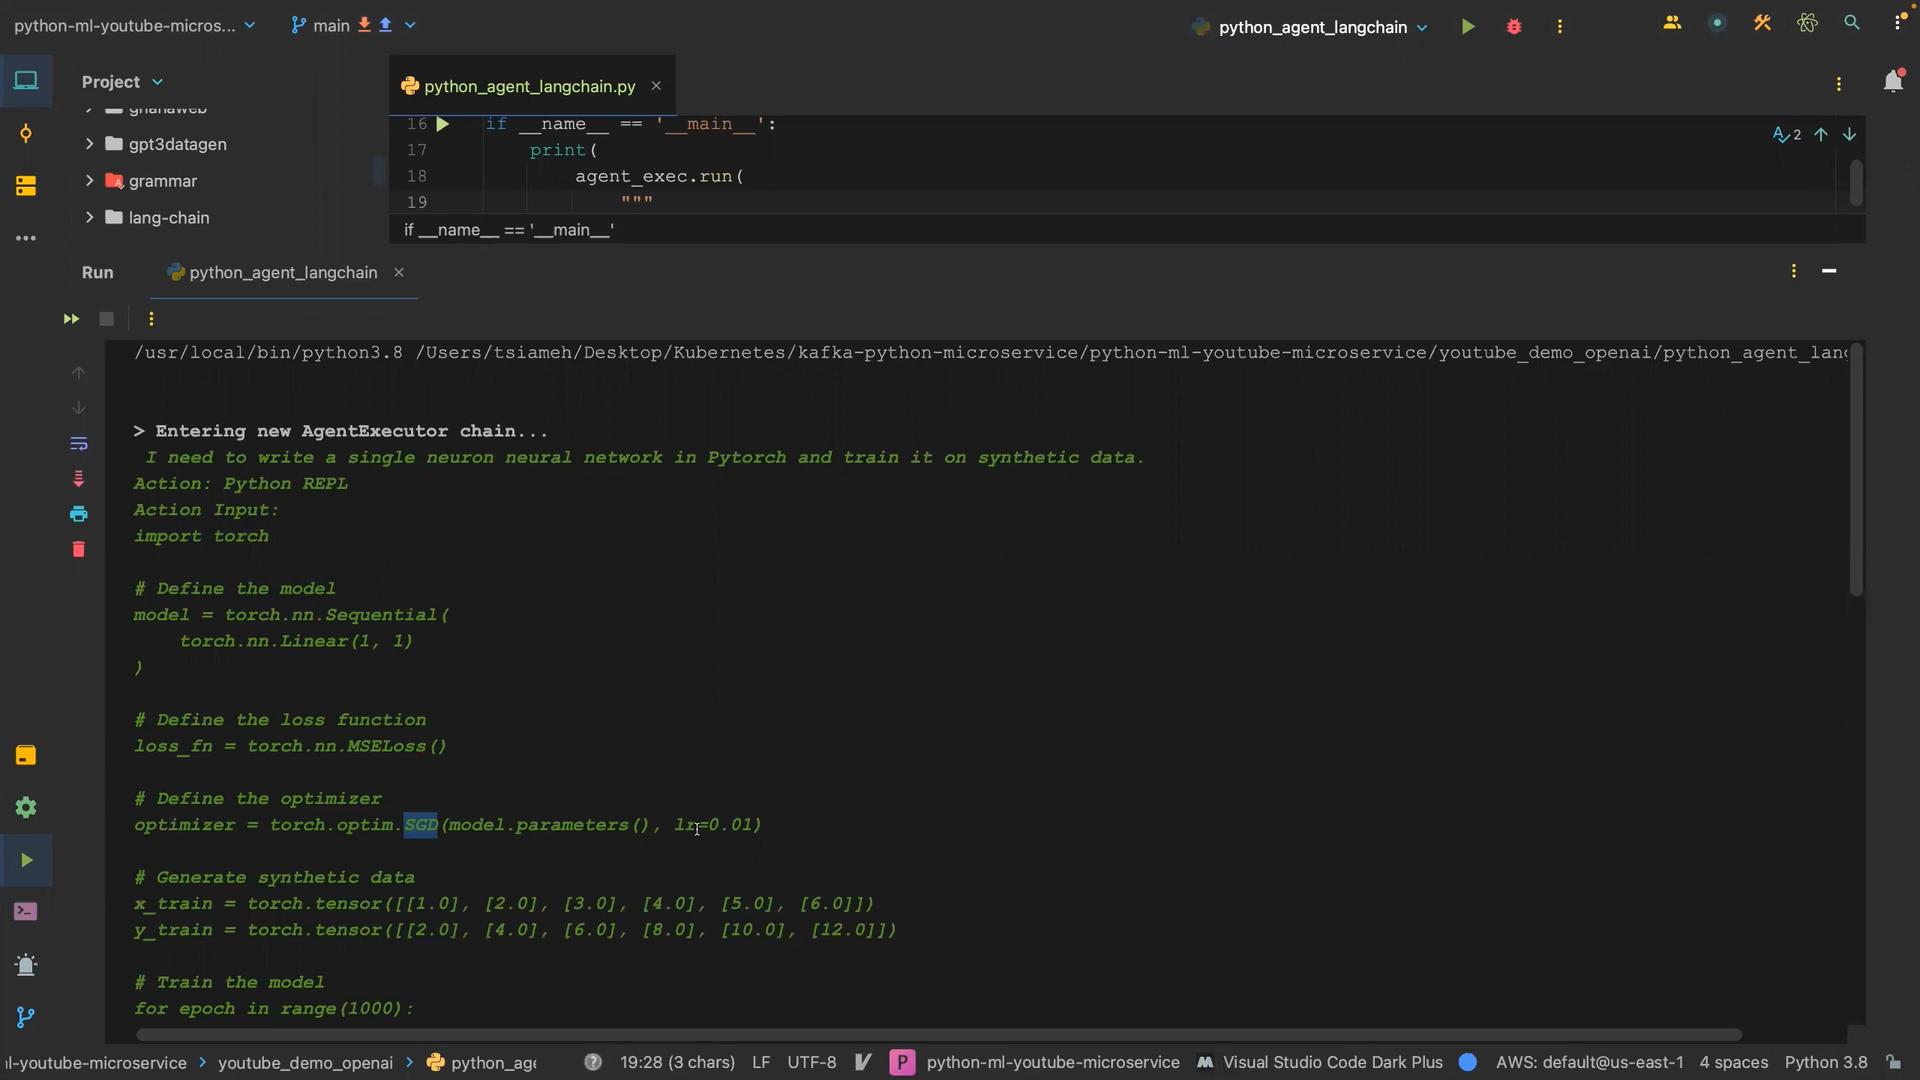 python-ml-youtube-micros...
main
python_agent_langchain
Project
python_agent_langchain.py
ghanaweb
gpt3datagen
grammar
lang-chain
16 if __name__ == '__main__':
17 print(
18 agent_exec.run(
19 """
2
if __name__ == '__main__'
Run
python_agent_langchain
/usr/local/bin/python3.8 /Users/tsiameh/Desktop/Kubernetes/kafka-python-microservice/python-ml-youtube-microservice/youtube_demo_openai/python_agent_lang
> Entering new AgentExecutor chain...
I need to write a single neuron neural network in Pytorch and train it on synthetic data.
Action: Python REPL
Action Input:
import torch
# Define the model
model = torch.nn.Sequential(
torch.nn.Linear(1, 1)
)
# Define the loss function
loss_fn = torch.nn.MSELoss()
# Define the optimizer
optimizer = torch.optim.SGD(model.parameters(), lr=0.01)
# Generate synthetic data
x_train = torch.tensor([[1.0], [2.0], [3.0], [4.0], [5.0], [6.0]])
y_train = torch.tensor([[2.0], [4.0], [6.0], [8.0], [10.0], [12.0]])
# Train the model
for epoch in range(1000):
l-youtube-microservice > youtube_demo_openai > python_age
19:28 (3 chars) LF UTF-8 P python-ml-youtube-microservice Visual Studio Code Dark Plus AWS: default@us-east-1 4 spaces Python 3.8